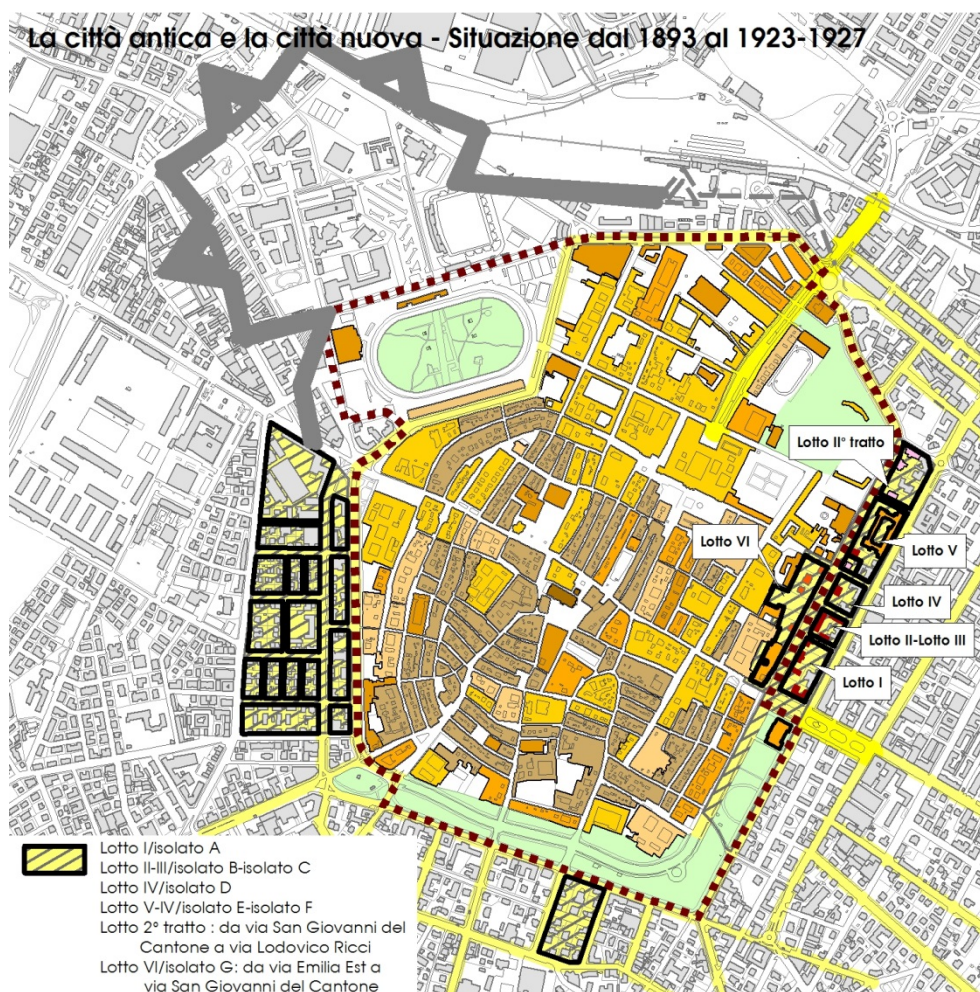 La città antica e la città nuova - Situazione dal 1893 al 1923-1927
Lotto II° tratto
Lotto VI
Lotto V
Lotto IV
Lotto II-Lotto III
Lotto I
Lotto I/isolato A
Lotto II-III/isolato B-isolato C
Lotto IV/isolato D
Lotto V-IV/isolato E-isolato F
Lotto 2° tratto : da via San Giovanni del
Cantone a via Lodovico Ricci
Lotto VI/isolato G: da via Emilia Est a
via San Giovanni del Cantone